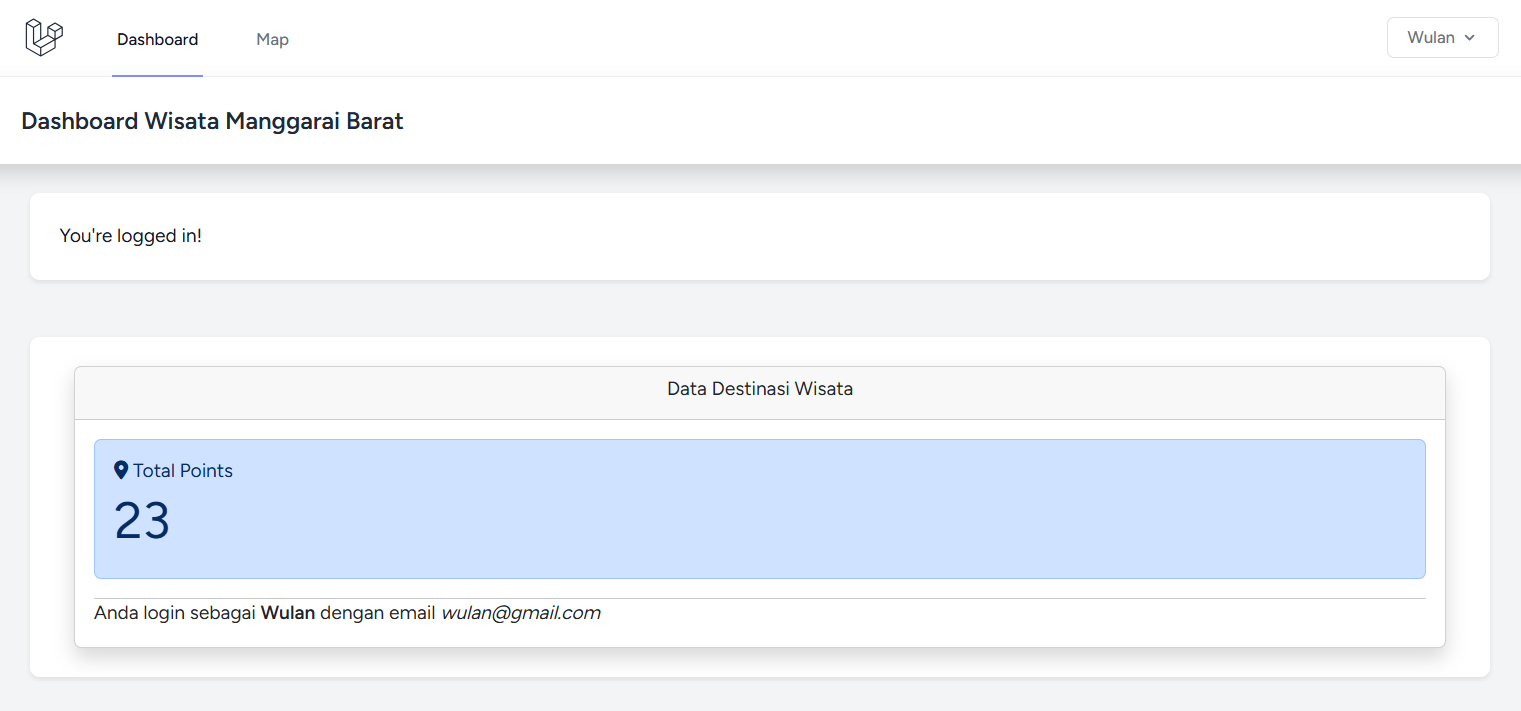 Dashboard Map Wulan
Dashboard Wisata Manggarai Barat
You're logged in!
Data Destinasi Wisata
Total Points
23
Anda login sebagai Wulan dengan email wulan@gmail.com